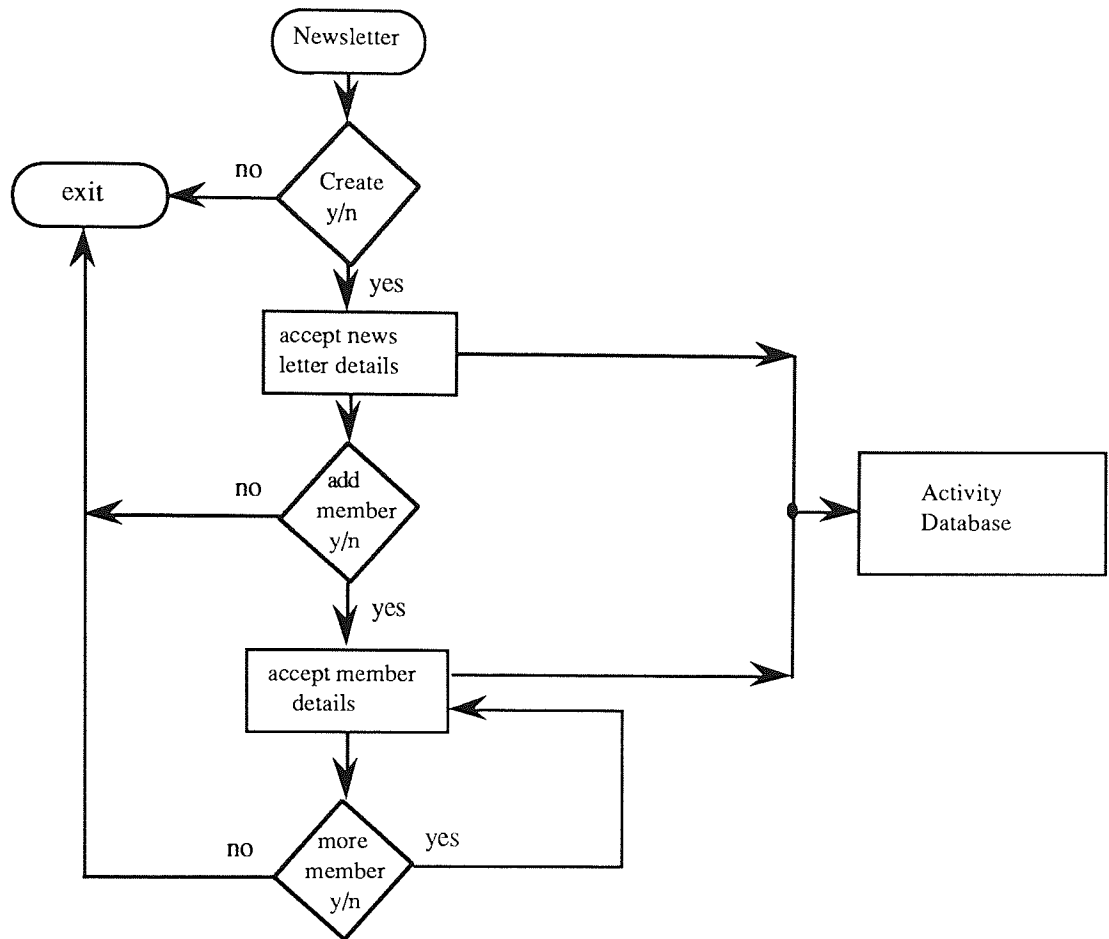 Newsletter
no
exit
Create
y/n
yes
accept news
letter details
no
add
member
y/n
Activity
Database
yes
accept member
details
no
more
member
y/n
yes